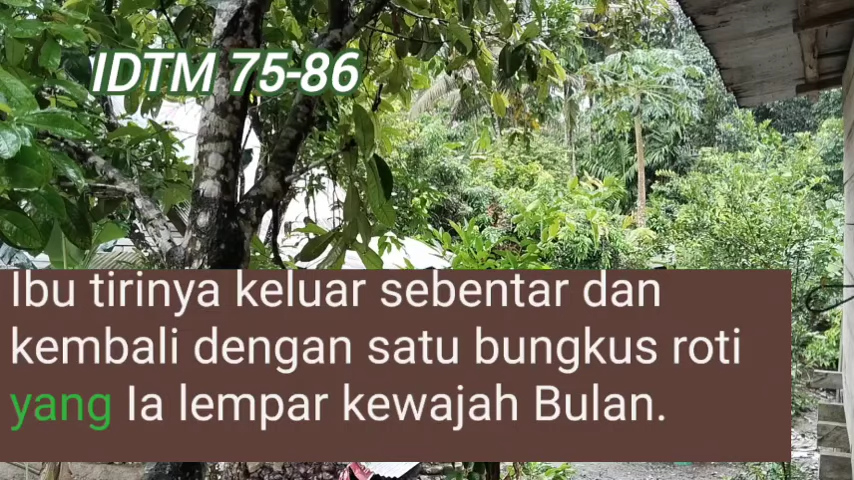 IDTM 75-86
Ibu tirinya keluar sebentar dan
kembali dengan satu bungkus roti
yang Ia lempar kewajah Bulan.